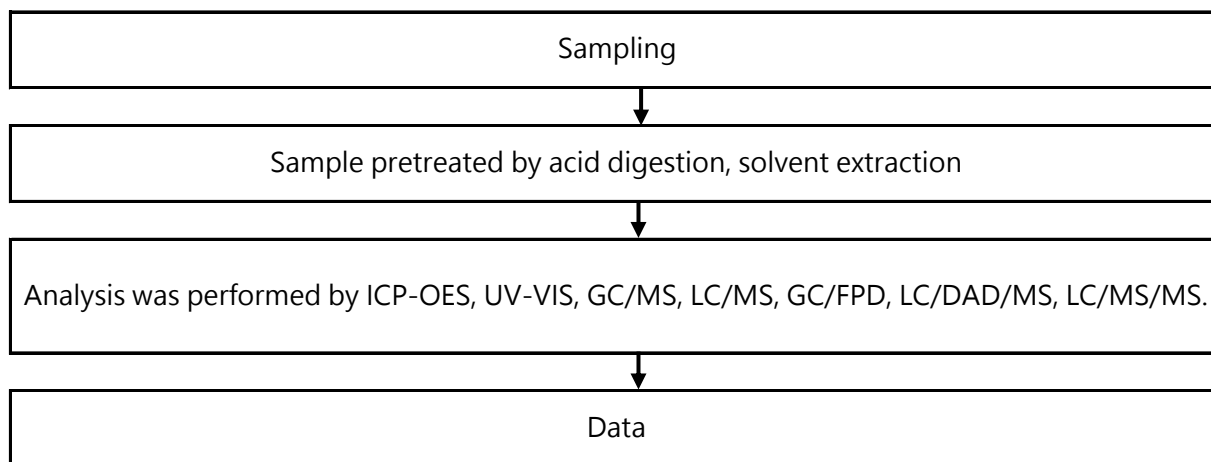 Sampling
Sample pretreated by acid digestion, solvent extraction
Analysis was performed by ICP-OES, UV-VIS, GC/MS, LC/MS, GC/FPD, LC/DAD/MS, LC/MS/MS.
Data